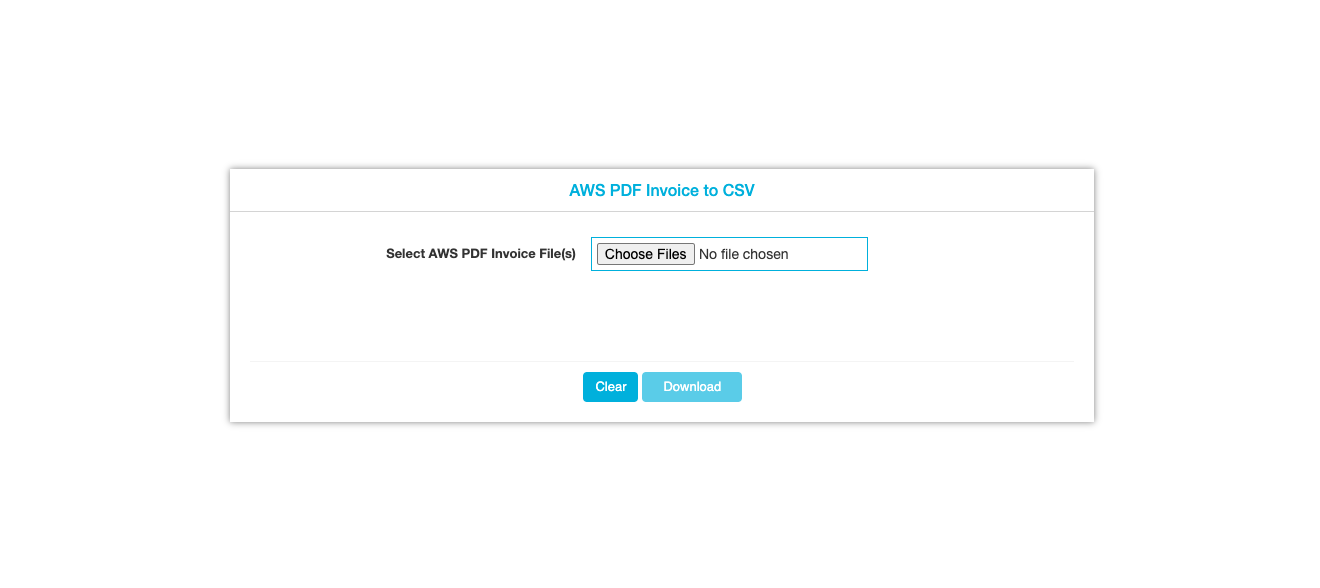 AWS PDF Invoice to CSV
Select AWS PDF Invoice File(s) Choose Files No file chosen
Clear Download